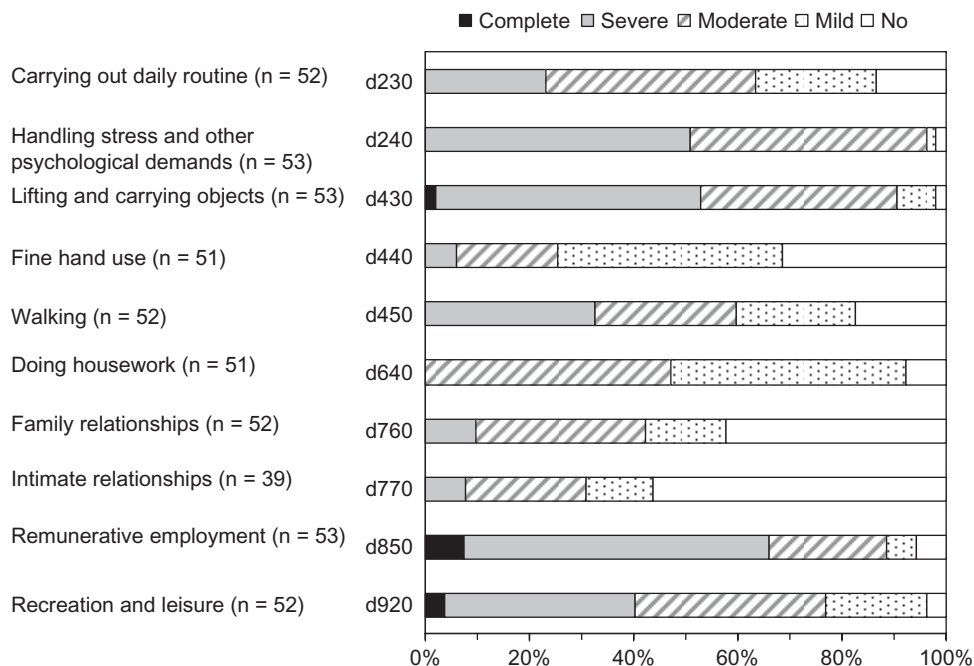 Complete Severe Moderate Mild No
Carrying out daily routine (n = 52) d230
Handling stress and other
psychological demands (n = 53) d240
Lifting and carrying objects (n = 53) d430
Fine hand use (n = 51) d440
Walking (n = 52) d450
Doing housework (n = 51) d640
Family relationships (n = 52) d760
Intimate relationships (n = 39) d770
Remunerative employment (n = 53) d850
Recreation and leisure (n = 52) d920
0% 20% 40% 60% 80% 100%